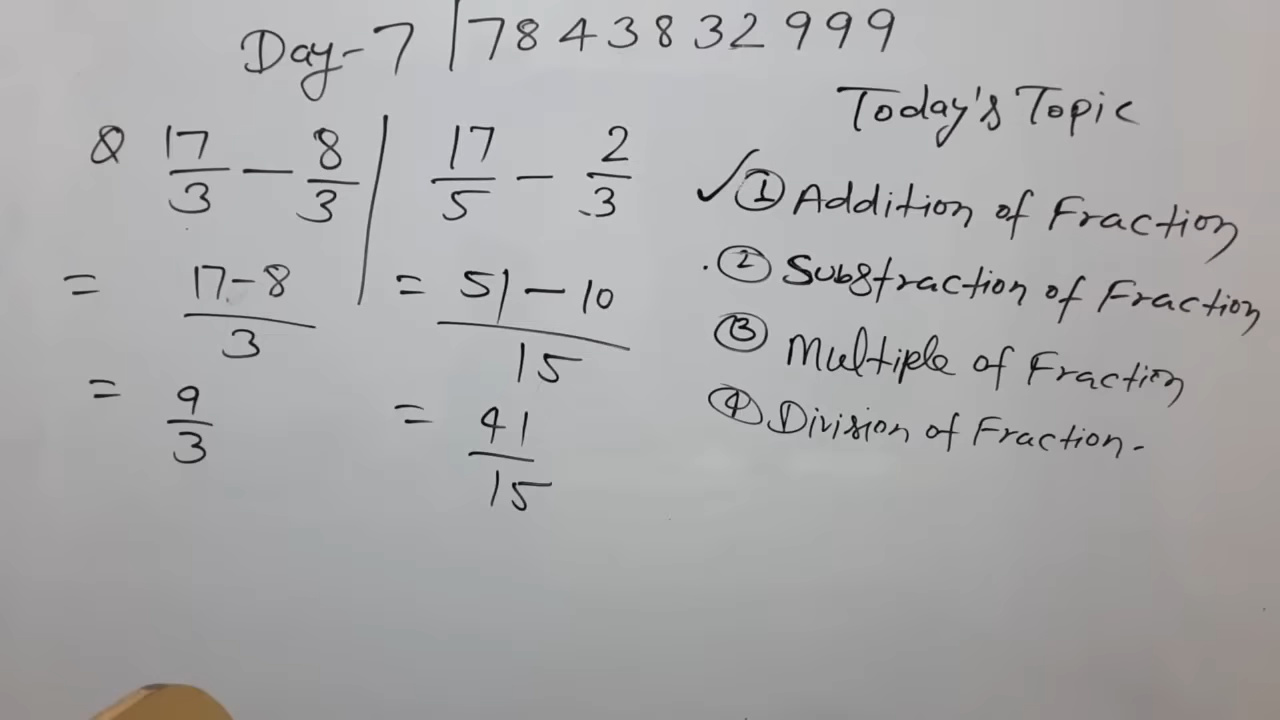 Day-7 | 7843832999
Today's Topic
Q 17/3 - 8/3 | 17/5 - 2/3
= 17-8/3
= 9/3
= 51-10/15
= 41/15
✓① Addition of Fraction
② Substraction of Fraction
③ Multiple of Fraction
④ Division of Fraction-